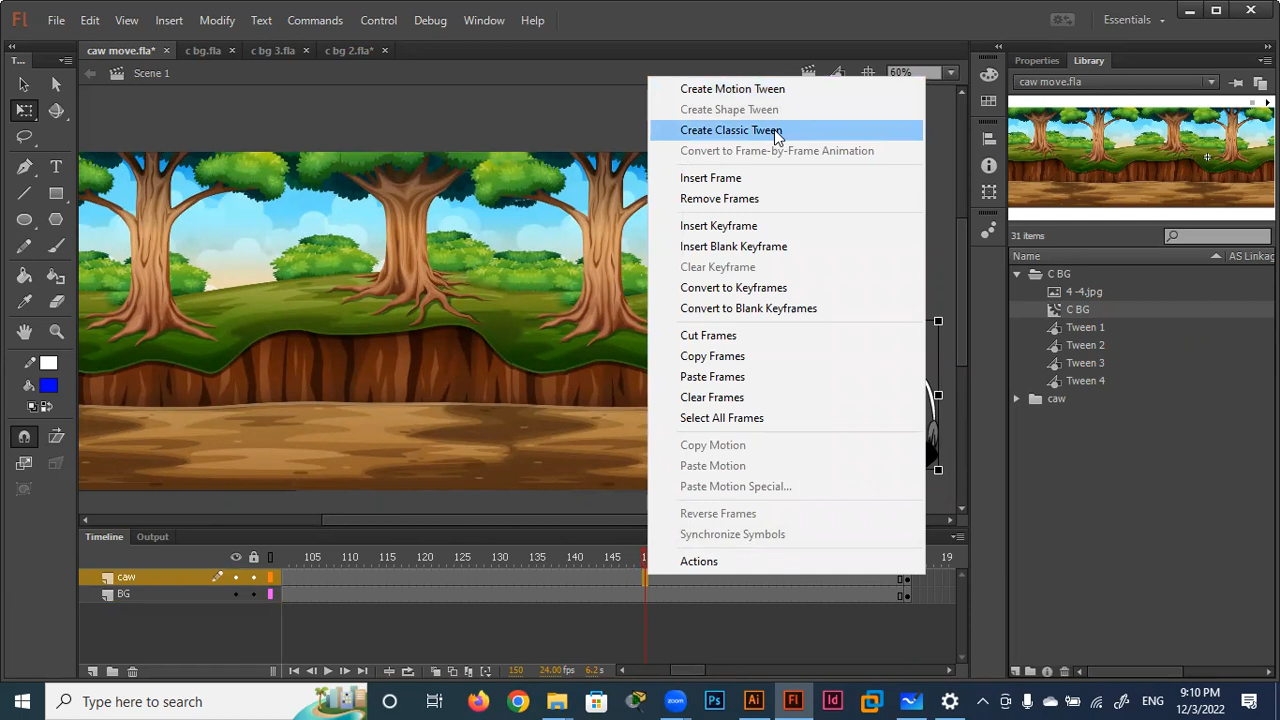 Fl File Edit View Insert Modify Text Commands Control Debug Window Help Essentials
caw move.fla* × c bg.fla × c bg 3.fla × c bg 2.fla* ×
T...
Properties Library
Scene 1
60%
caw move.fla
31 items
Name AS Linkag
C BG
4 -4.jpg
C BG
Tween 1
Tween 2
Tween 3
Tween 4
caw
Create Motion Tween
Create Shape Tween
Create Classic Tween
Convert to Frame-by-Frame Animation
Insert Frame
Remove Frames
Insert Keyframe
Insert Blank Keyframe
Clear Keyframe
Convert to Keyframes
Convert to Blank Keyframes
Cut Frames
Copy Frames
Paste Frames
Clear Frames
Select All Frames
Copy Motion
Paste Motion
Paste Motion Special...
Reverse Frames
Synchronize Symbols
Actions
Timeline Output
105 110 115 120 125 130 135 140 145 1 19
caw
BG
150 24.00 fps 6.2 s
Type here to search
Ps Ai Fl Id
ENG
9:10 PM
12/3/2022